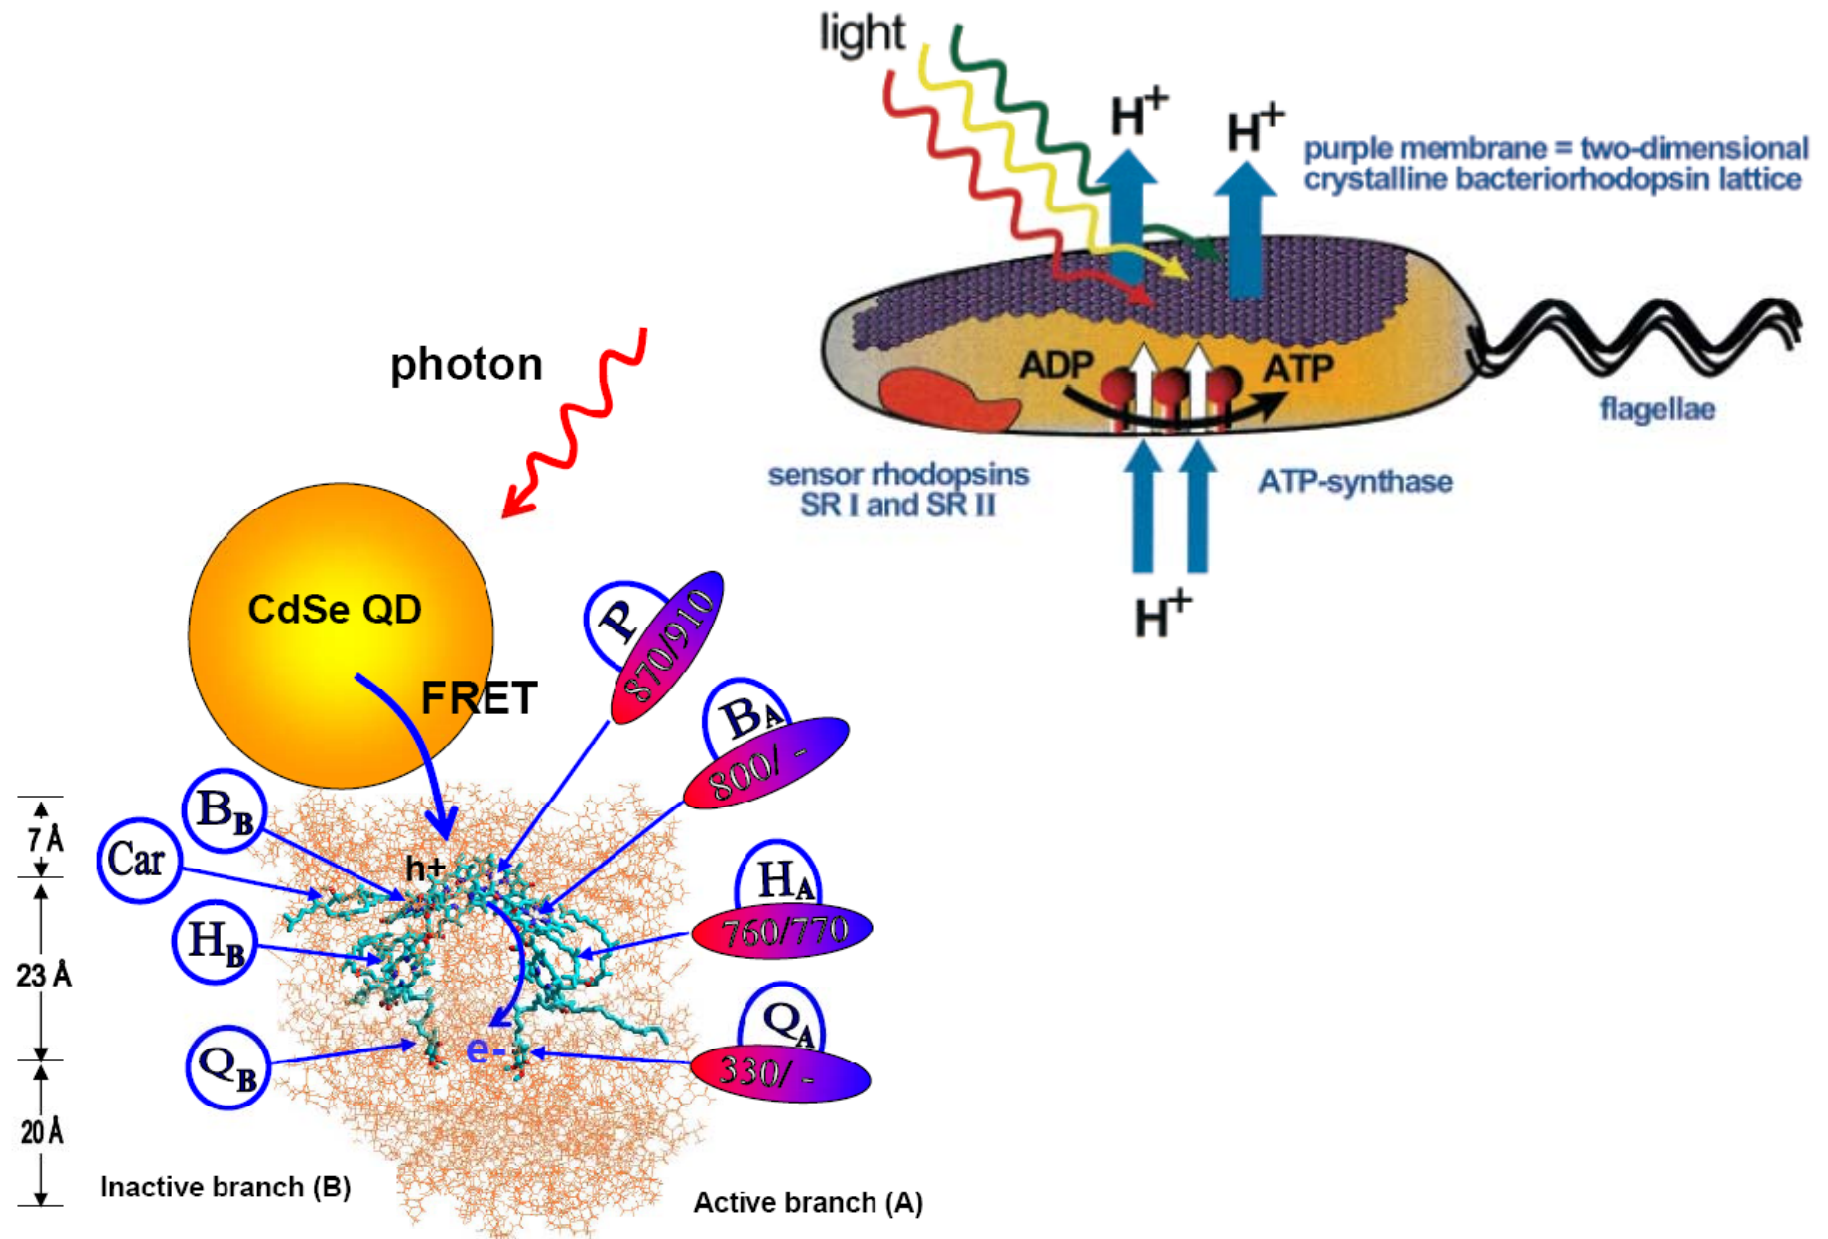 light
H+
H+
purple membrane = two-dimensional
crystalline bacteriorhodopsin lattice
ADP
ATP
flagellae
sensor rhodopsins
SR I and SR II
ATP-synthase
H+
photon
CdSe QD
FRET
P
870/910
BA
800/ -
BB
Car
7 Å
h+
HA
760/770
HB
23 Å
QA
330/ -
e-
QB
20 Å
Inactive branch (B)
Active branch (A)